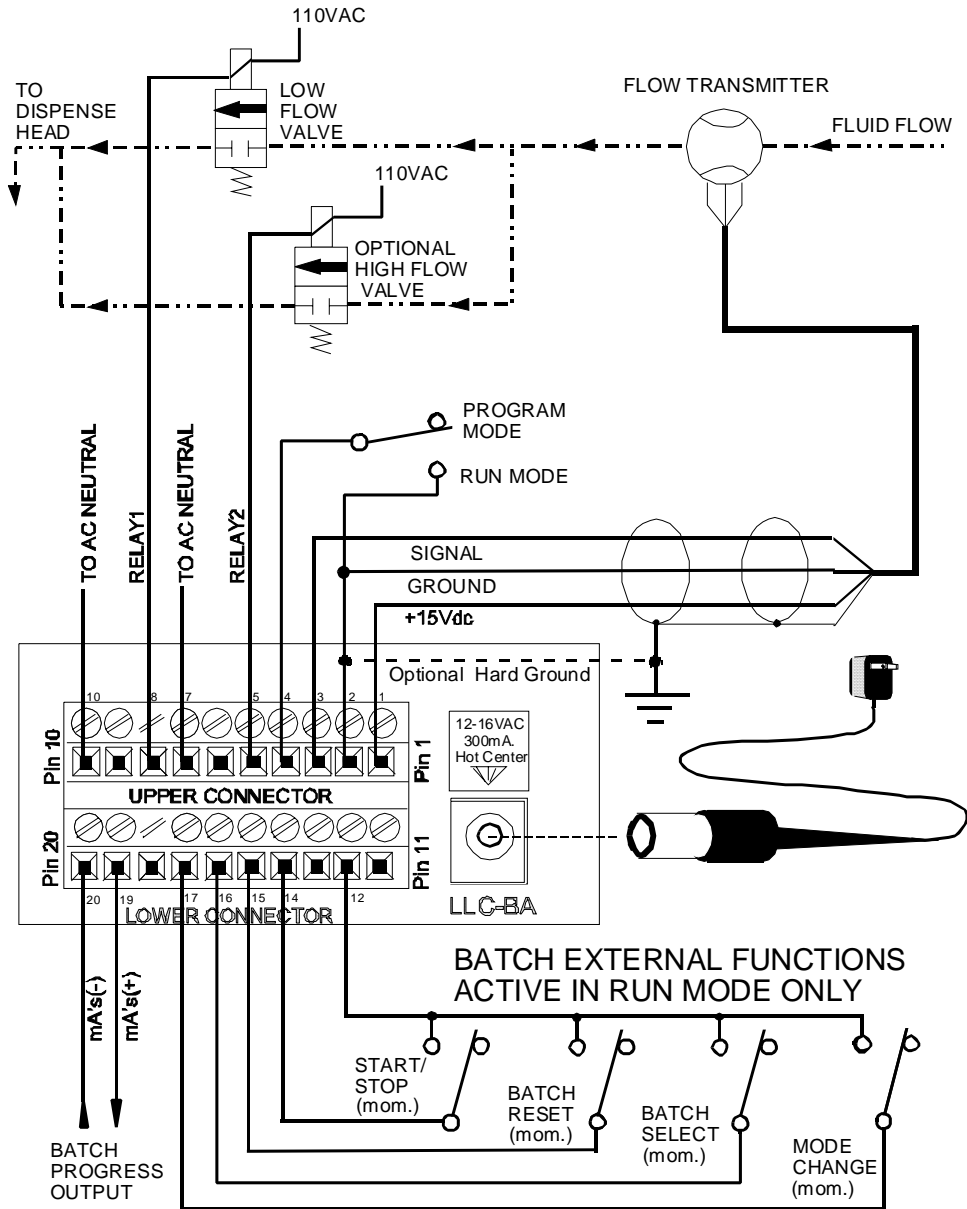 110VAC
TO
DISPENSE
HEAD
LOW
FLOW
VALVE
FLOW TRANSMITTER
FLUID FLOW
110VAC
OPTIONAL
HIGH FLOW
VALVE
PROGRAM
MODE
RUN MODE
TO AC NEUTRAL
RELAY1
TO AC NEUTRAL
RELAY2
SIGNAL
GROUND
+15Vdc
Optional Hard Ground
10 8 7 5 4 3 2 1
Pin 10
Pin 1
12-16VAC
300mA.
Hot Center
UPPER CONNECTOR
Pin 20
Pin 11
20 19 17 16 15 14 12
LOWER CONNECTOR
LLC-BA
mA's(-)
mA's(+)
BATCH EXTERNAL FUNCTIONS
ACTIVE IN RUN MODE ONLY
START/
STOP
(mom.)
BATCH
RESET
(mom.)
BATCH
SELECT
(mom.)
MODE
CHANGE
(mom.)
BATCH
PROGRESS
OUTPUT